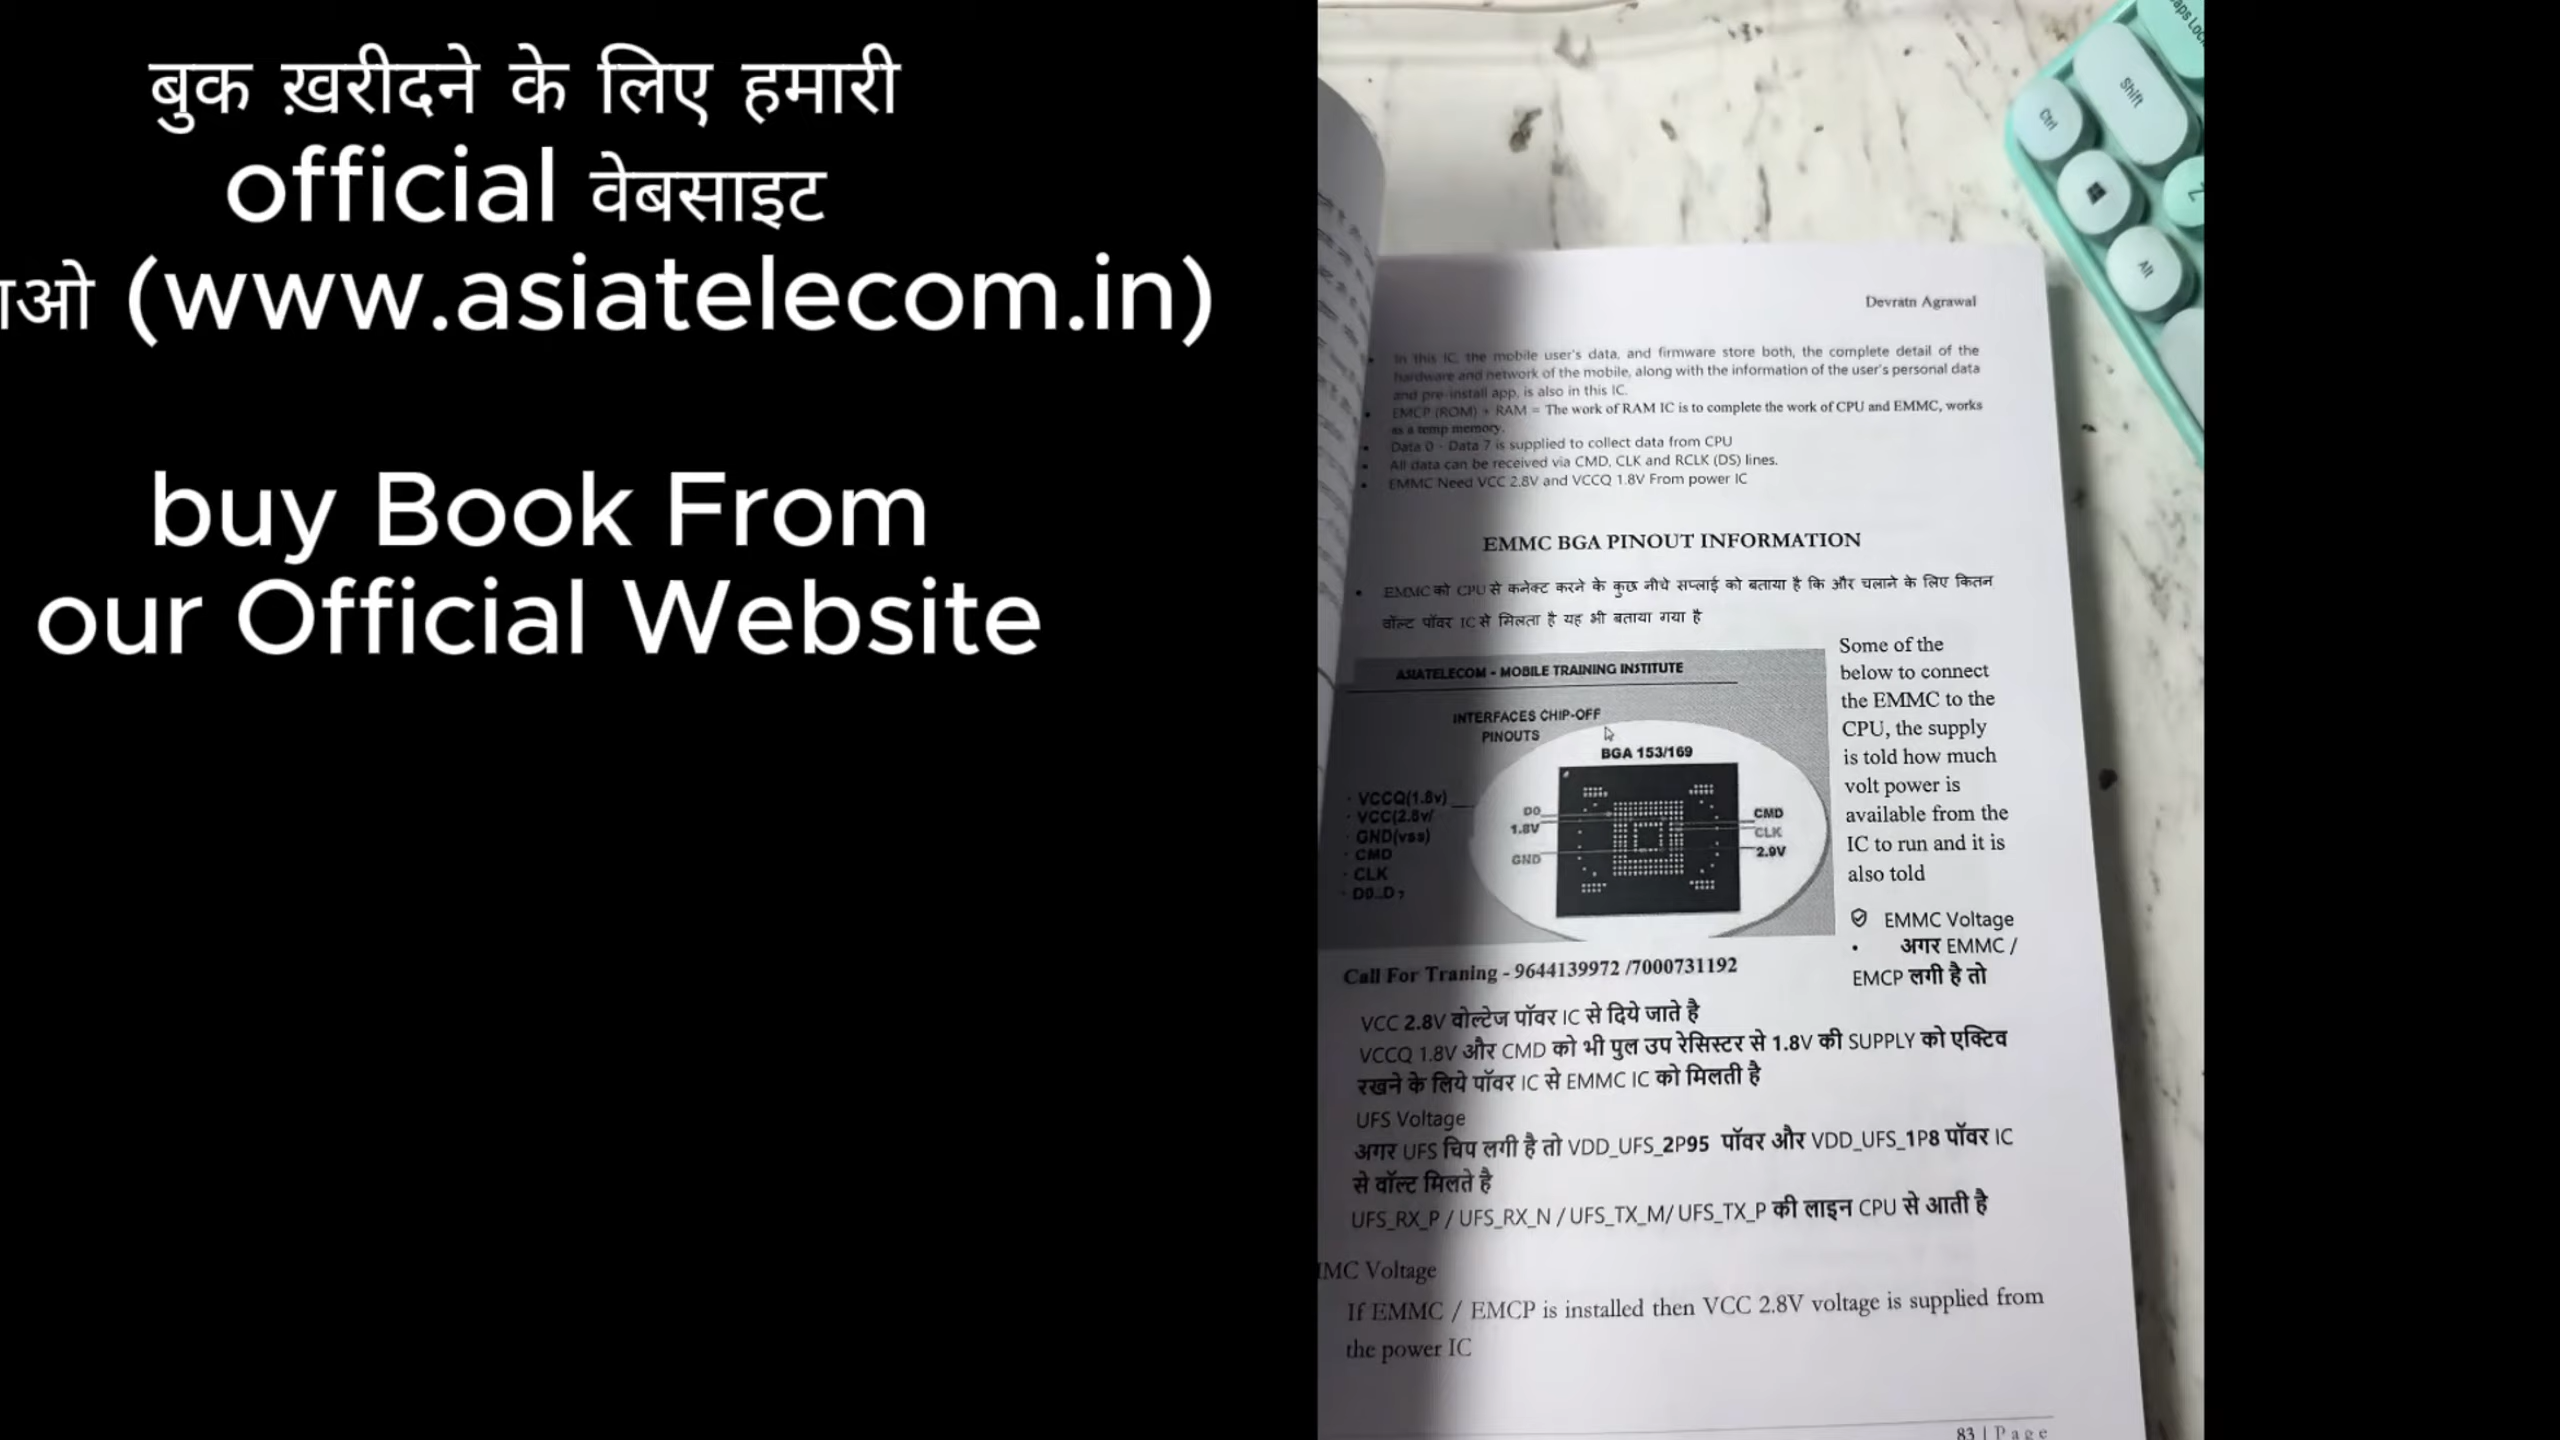 बुक ख़रीदने के लिए हमारी
official वेबसाइट
ओ (www.asiatelecom.in)
buy Book From
our Official Website
aps Lock
Shift
Ctrl
Z
Alt
Devratn Agrawal
• In this IC, the mobile user's data, and firmware store both, the complete detail of the
hardware and network of the mobile, along with the information of the user's personal data
and pre-install app, is also in this IC.
• EMCP (ROM) + RAM = The work of RAM IC is to complete the work of CPU and EMMC, works
as a temp memory.
• Data 0 - Data 7 is supplied to collect data from CPU
• All data can be received via CMD, CLK and RCLK (DS) lines.
• EMMC Need VCC 2.8V and VCCQ 1.8V From power IC
EMMC BGA PINOUT INFORMATION
• EMMC को CPU से कनेक्ट करने के कुछ नीचे सप्लाई को बताया है कि और चलाने के लिए कितन
वॉल्ट पॉवर IC से मिलता है यह भी बताया गया है
ASIATELECOM - MOBILE TRAINING INSTITUTE
INTERFACES CHIP-OFF
PINOUTS
BGA 153/169
· VCCQ(1.8v)
· VCC(2.8v/
· GND(vss)
· CMD
· CLK
· D0..D7
D0
1.8V
GND
CMD
CLK
2.9V
Some of the
below to connect
the EMMC to the
CPU, the supply
is told how much
volt power is
available from the
IC to run and it is
also told
EMMC Voltage
• अगर EMMC /
EMCP लगी है तो
Call For Traning - 9644139972 /7000731192
VCC 2.8V वोल्टेज पॉवर IC से दिये जाते है
VCCQ 1.8V और CMD को भी पुल उप रेसिस्टर से 1.8V की SUPPLY को एक्टिव
रखने के लिये पॉवर IC से EMMC IC को मिलती है
UFS Voltage
अगर UFS चिप लगी है तो VDD_UFS_2P95 पॉवर और VDD_UFS_1P8 पॉवर IC
से वॉल्ट मिलते है
UFS_RX_P / UFS_RX_N / UFS_TX_M/ UFS_TX_P की लाइन CPU से आती है
MC Voltage
If EMMC / EMCP is installed then VCC 2.8V voltage is supplied from
the power IC
83 | Page